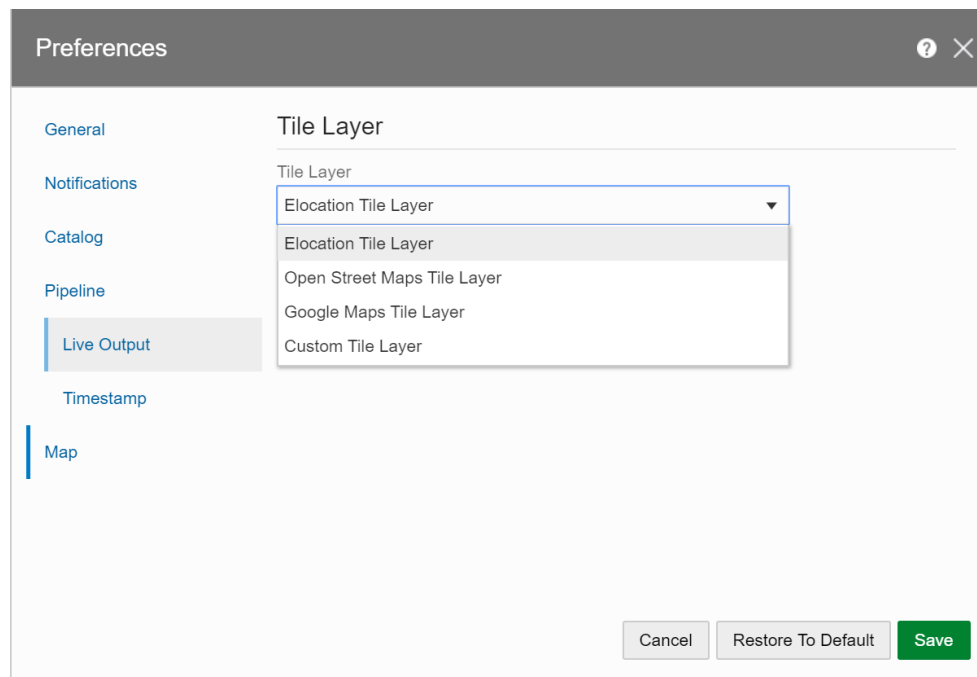 Preferences
General
Notifications
Catalog
Pipeline
Live Output
Timestamp
Map
Tile Layer
Tile Layer
Elocation Tile Layer
Elocation Tile Layer
Open Street Maps Tile Layer
Google Maps Tile Layer
Custom Tile Layer
Cancel Restore To Default Save